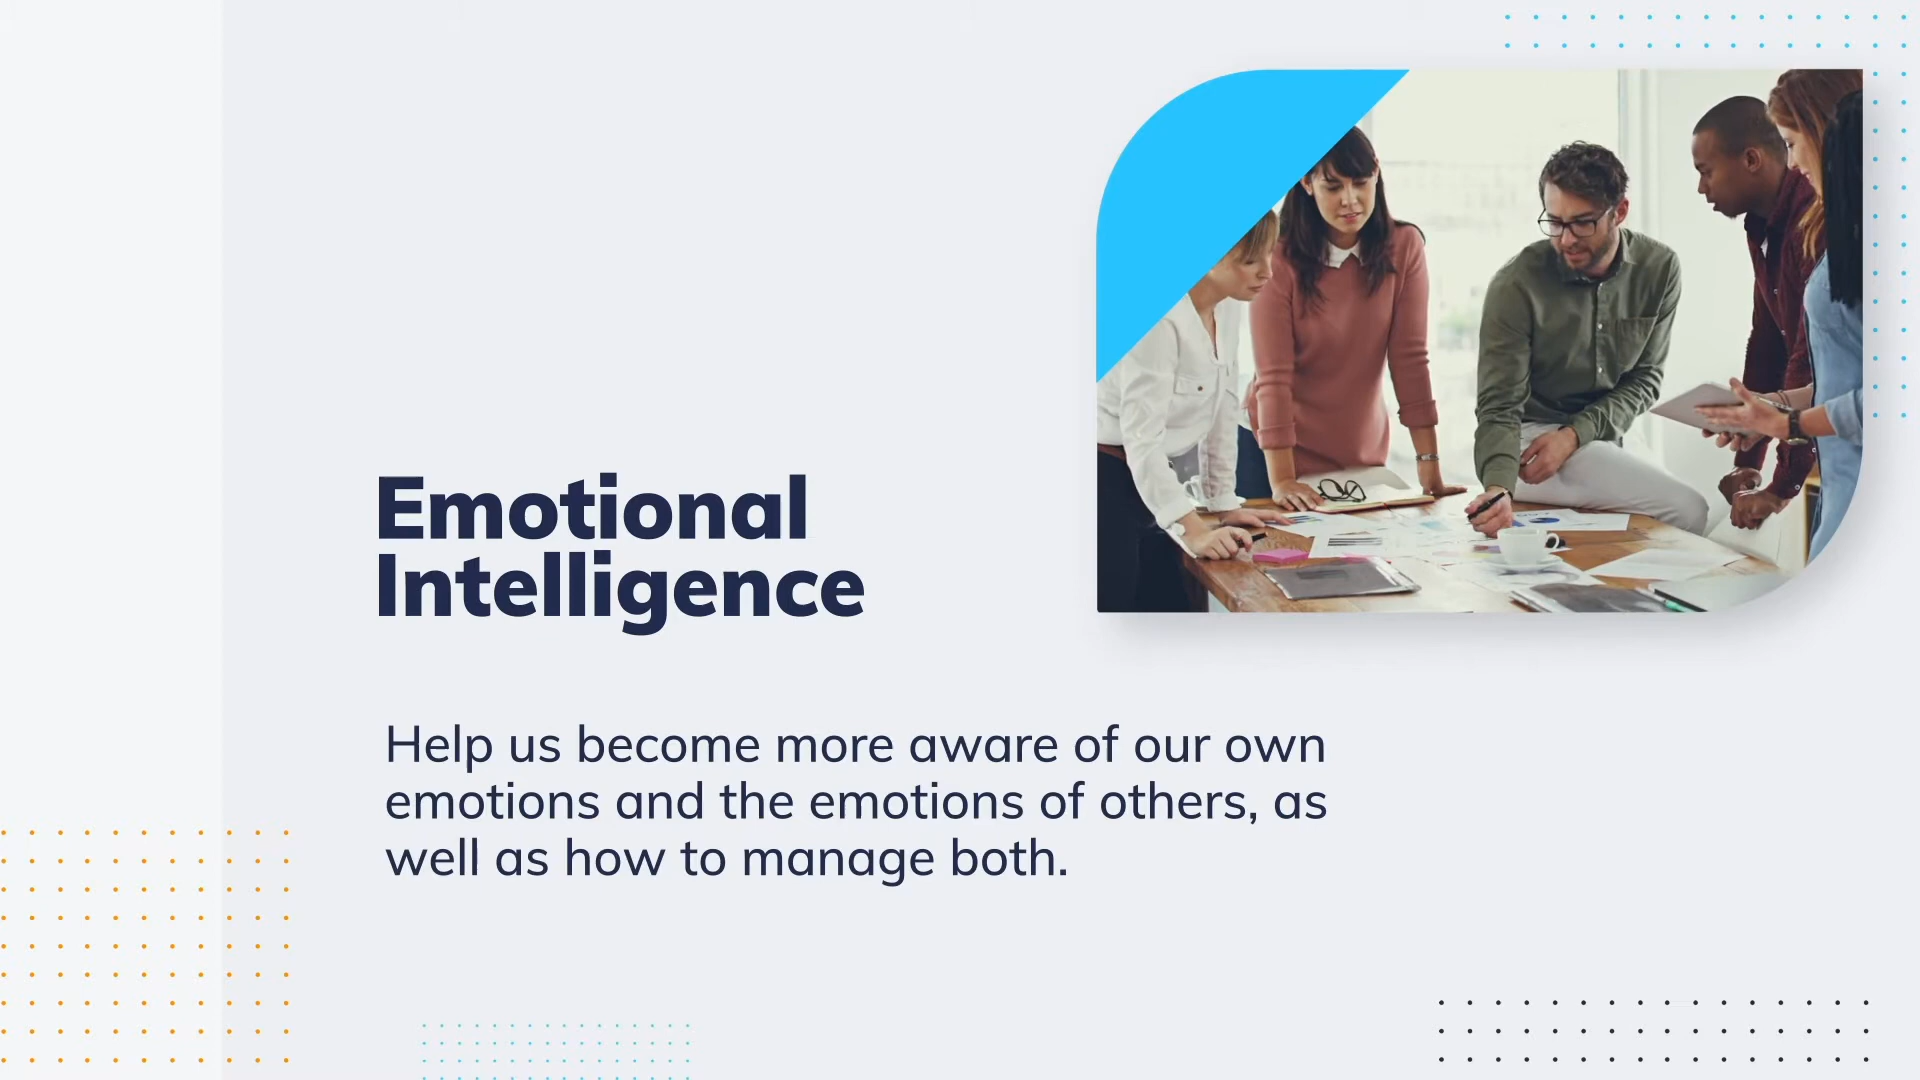 Emotional
Intelligence
Help us become more aware of our own
emotions and the emotions of others, as
well as how to manage both.